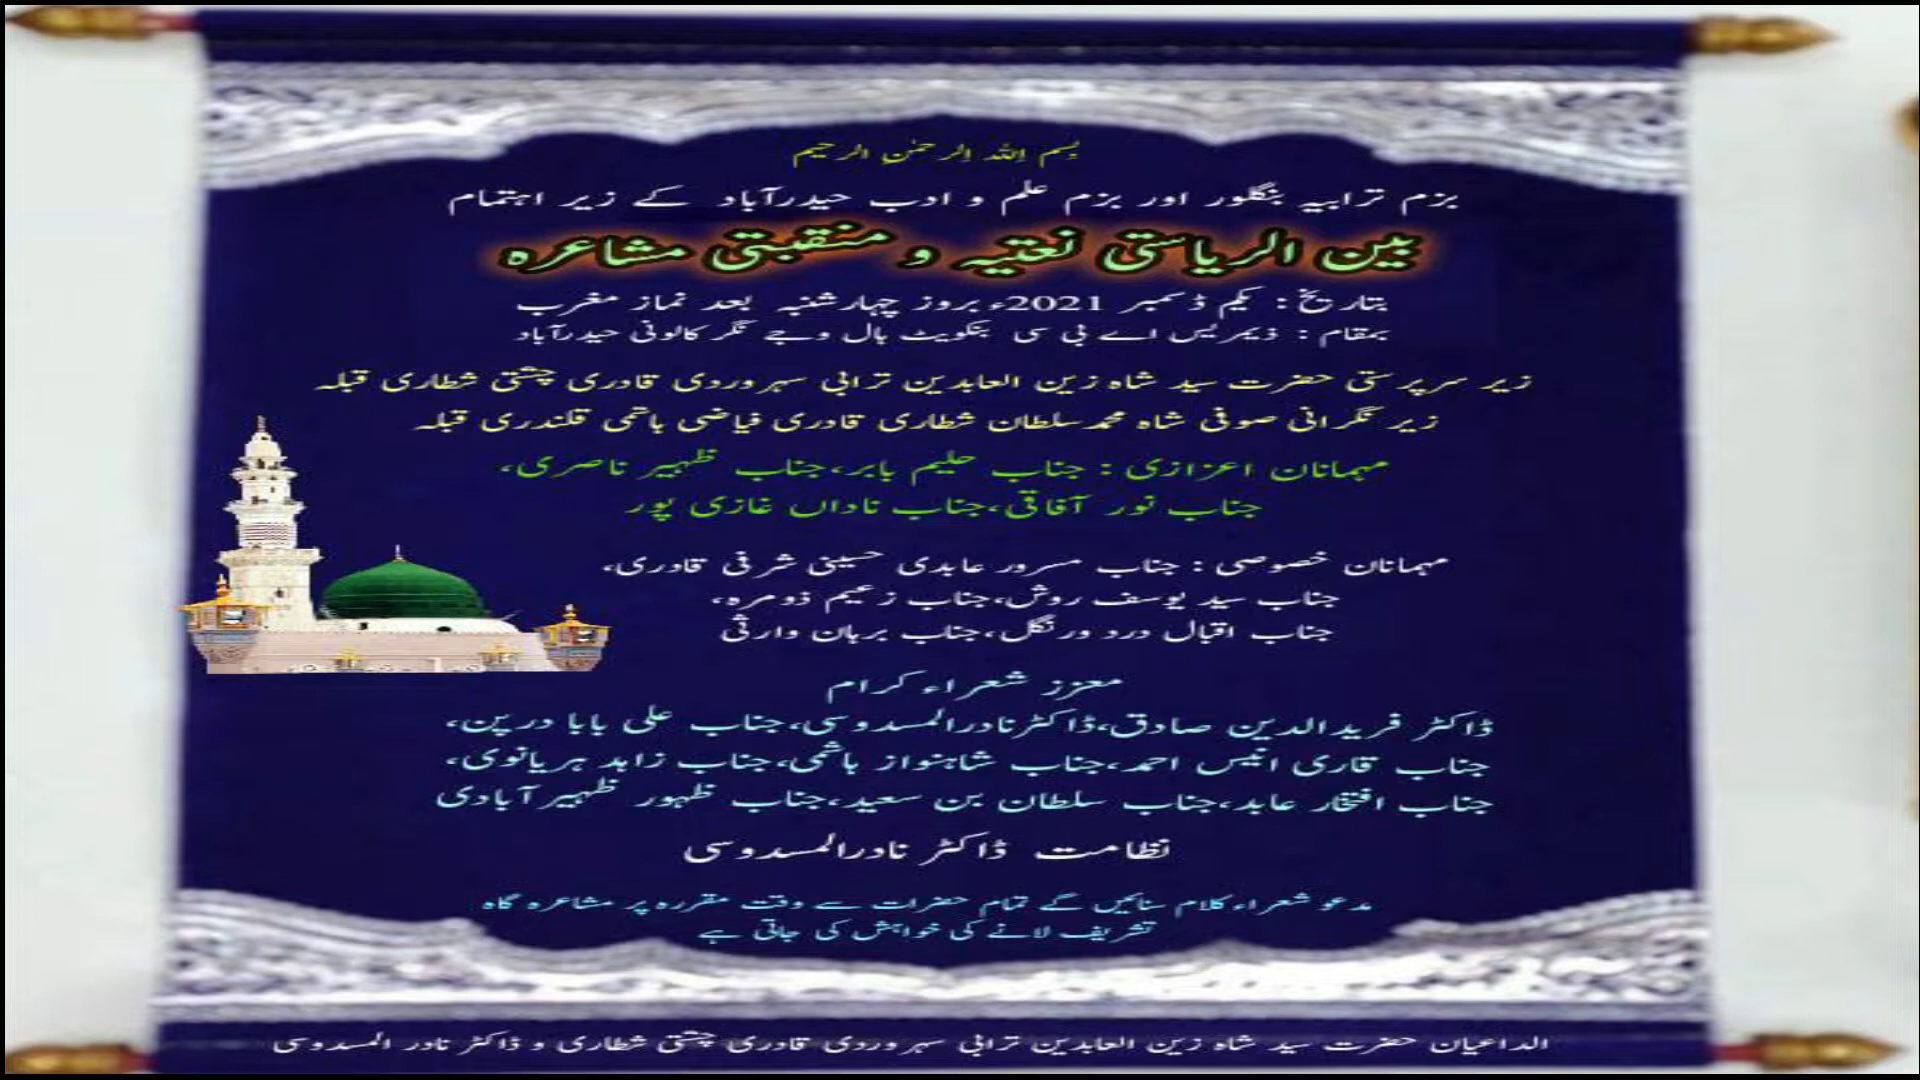 بسم اللہ الرحمٰن الرحیم
بزم ترابیہ بنگلور اور بزم علم و ادب حیدرآباد کے زیر اہتمام
بین الریاستی نعتیہ و منقبتی مشاعرہ
بتاریخ : یکم ڈسمبر 2021ء بروز چہارشنبہ بعد نماز مغرب
بمقام : ذیمریس اے بی سی بنکویٹ ہال وجے نگر کالونی حیدرآباد
زیر سرپرستی حضرت سید شاہ زین العابدین ترابی سہروردی قادری چشتی شطاری قبلہ
زیر نگرانی صوفی شاہ محمد سلطان شطاری قادری فیاضی ہاشمی قلندری قبلہ
مہمانان اعزازی : جناب حلیم بابر،جناب ظہیر ناصری،
جناب نور آفاقی،جناب ناداں غازی پور
مہمانان خصوصی : جناب مسرور عابدی حسینی شرفی قادری،
جناب سید یوسف روش،جناب زعیم ذومرہ،
جناب اقبال درد ورنگل،جناب برہان وارثی
معزز شعراء کرام
ڈاکٹر فریدالدین صادق،ڈاکٹرنادرالمسدوسی،جناب علی بابا درپن،
جناب قاری انیس احمد،جناب شاہنواز ہاشمی،جناب زاہد ہریانوی،
جناب افتخار عابد،جناب سلطان بن سعید،جناب ظہور ظہیرآبادی
نظامت ڈاکٹر نادرالمسدوسی
مدعو شعراء کلام سنائیں گے تمام حضرات سے وقت مقررہ پر مشاعرہ گاہ
تشریف لانے کی خواہش کی جاتی ہے
الداعیان حضرت سید شاہ زین العابدین ترابی سہروردی قادری چشتی شطاری و ڈاکٹر نادر المسدوسی